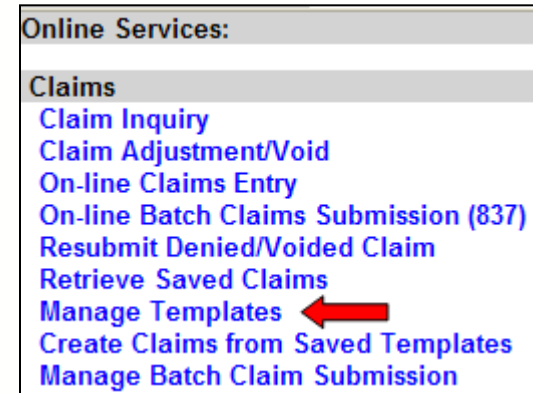 Online Services:
Claims
Claim Inquiry
Claim Adjustment/Void
On-line Claims Entry
On-line Batch Claims Submission (837)
Resubmit Denied/Voided Claim
Retrieve Saved Claims
Manage Templates
Create Claims from Saved Templates
Manage Batch Claim Submission